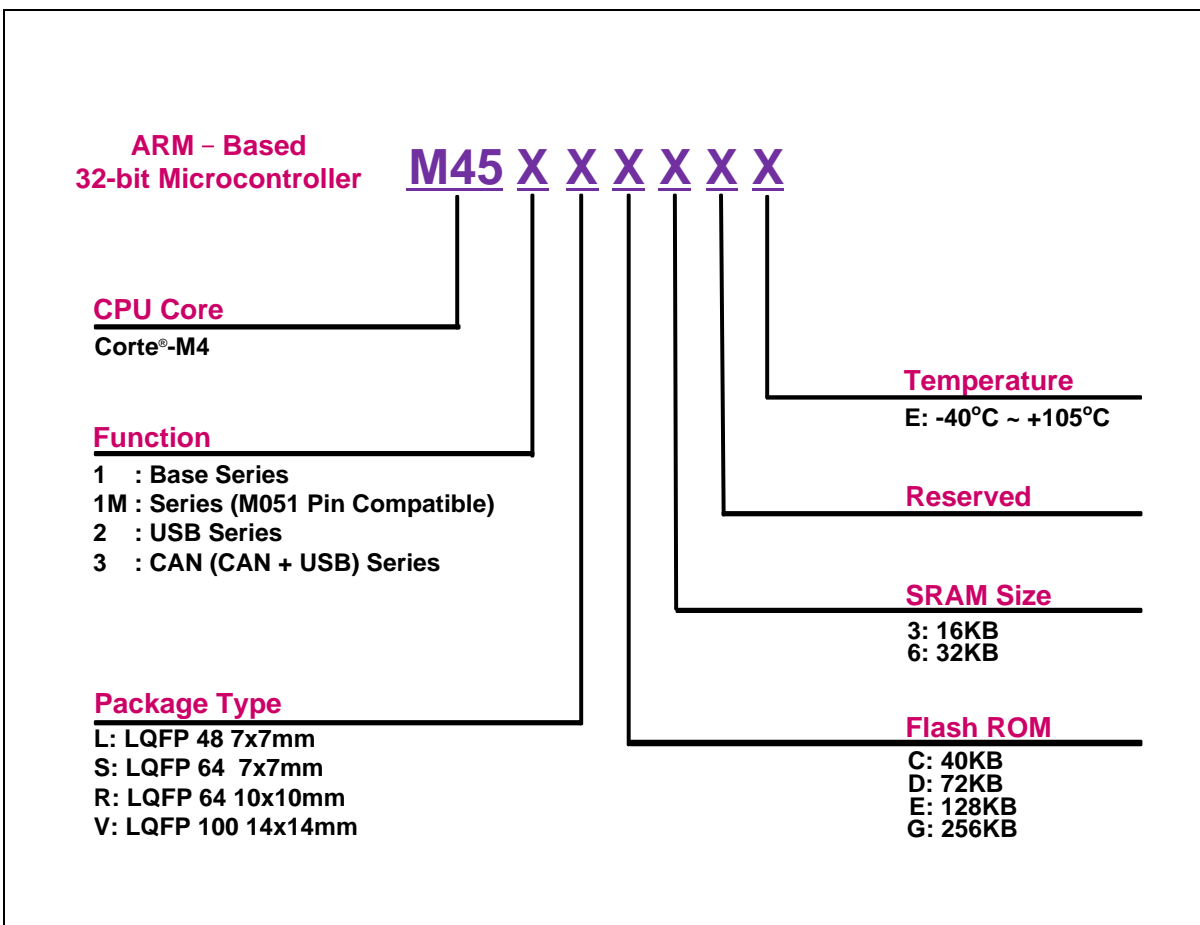 ARM – Based
32-bit Microcontroller
M45 X X X X X X
CPU Core
Corte®-M4
Function
1 : Base Series
1M : Series (M051 Pin Compatible)
2 : USB Series
3 : CAN (CAN + USB) Series
Package Type
L: LQFP 48 7x7mm
S: LQFP 64 7x7mm
R: LQFP 64 10x10mm
V: LQFP 100 14x14mm
Temperature
E: -40°C ~ +105°C
Reserved
SRAM Size
3: 16KB
6: 32KB
Flash ROM
C: 40KB
D: 72KB
E: 128KB
G: 256KB